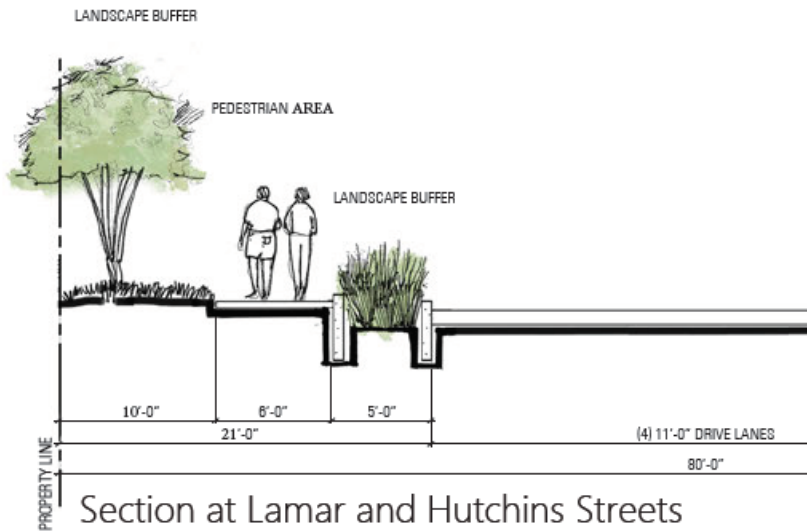 LANDSCAPE BUFFER
PEDESTRIAN AREA
LANDSCAPE BUFFER
10'-0"
6'-0"
5'-0"
21'-0"
(4) 11'-0" DRIVE LANES
80'-0"
PROPERTY LINE
Section at Lamar and Hutchins Streets